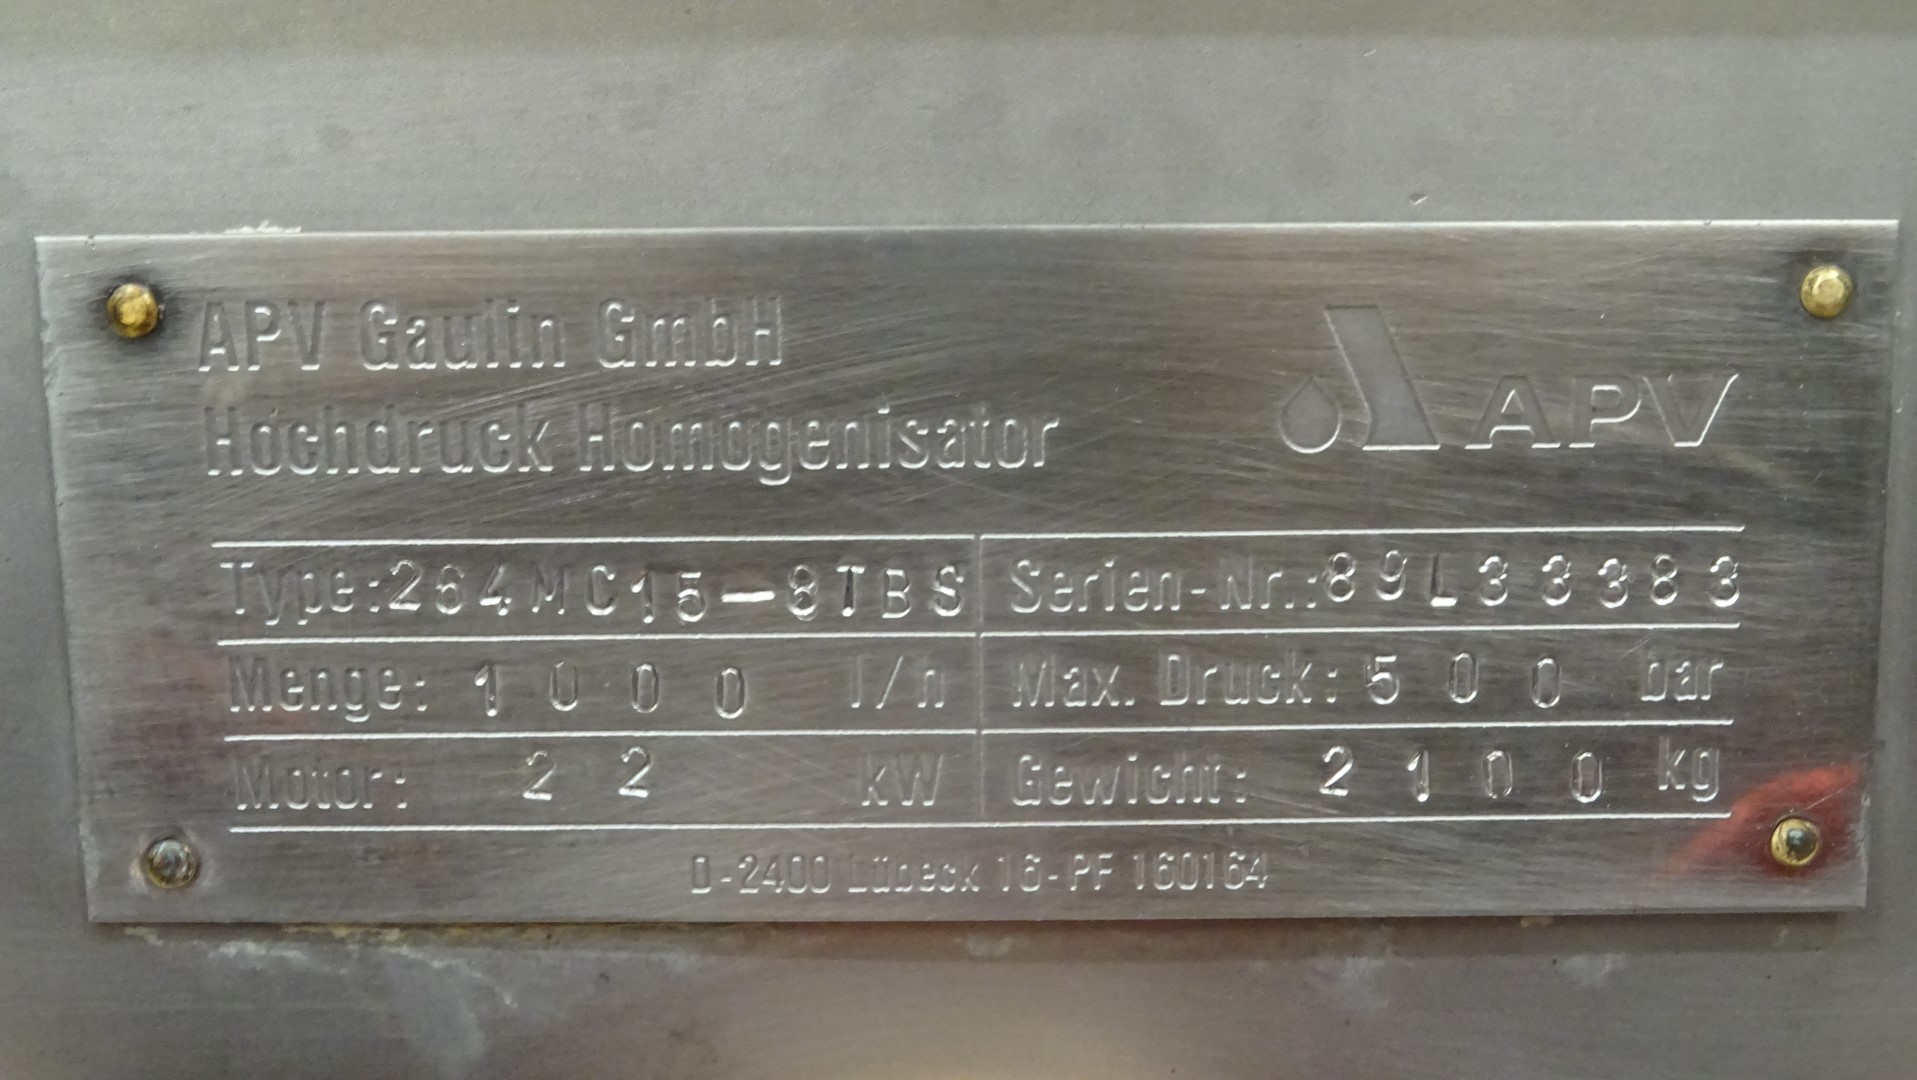 APV Gaulin GmbH
Hochdruck Homogenisator
APV
Type: 264MC15-8TBS Serien-Nr.: 89L33383
Menge: 1000 l/h Max. Druck: 500 bar
Motor: 22 kW Gewicht: 2100 kg
D-2400 Lübeck 16-PF 160164